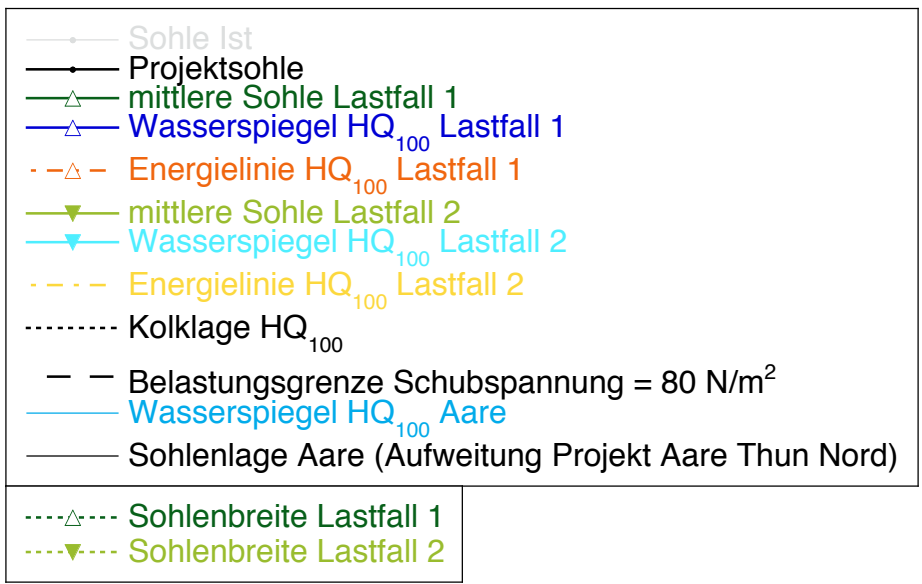 Sohle Ist
Projektsohle
mittlere Sohle Lastfall 1
Wasserspiegel HQ₁₀₀ Lastfall 1
Energielinie HQ₁₀₀ Lastfall 1
mittlere Sohle Lastfall 2
Wasserspiegel HQ₁₀₀ Lastfall 2
Energielinie HQ₁₀₀ Lastfall 2
Kolklage HQ₁₀₀
Belastungsgrenze Schubspannung = 80 N/m²
Wasserspiegel HQ₁₀₀ Aare
Sohlenlage Aare (Aufweitung Projekt Aare Thun Nord)
Sohlenbreite Lastfall 1
Sohlenbreite Lastfall 2